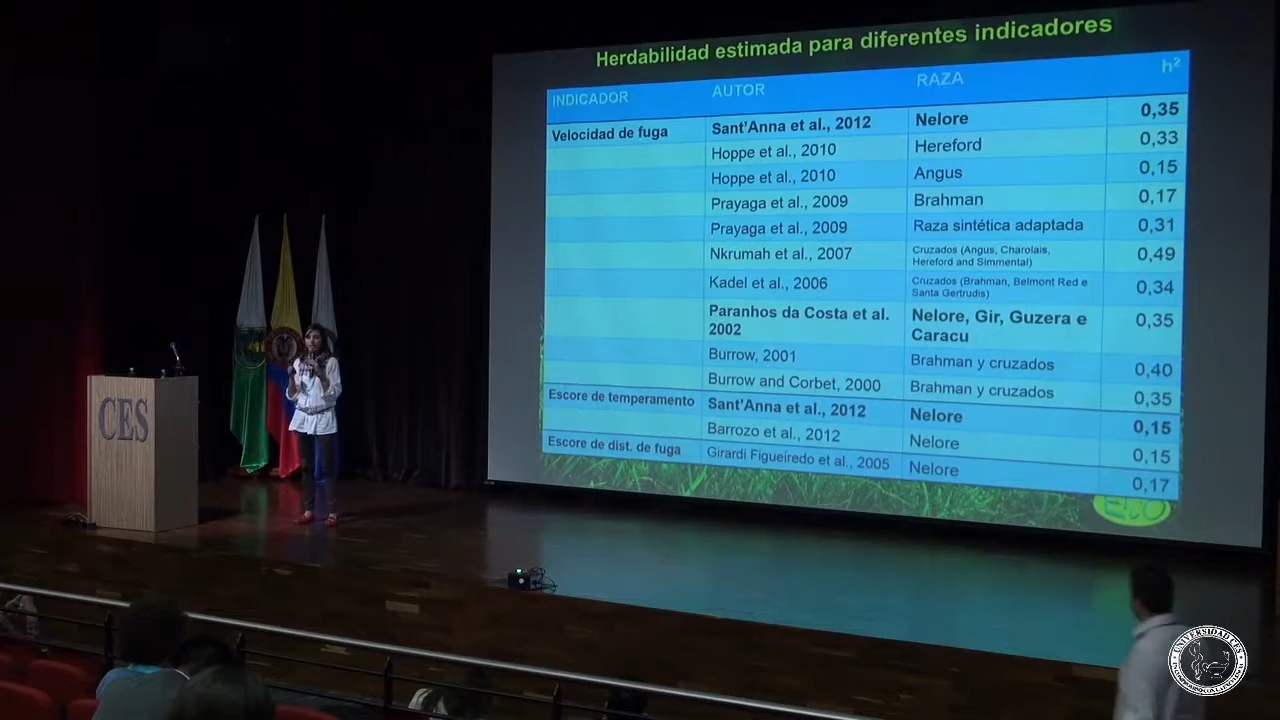 Herdabilidad estimada para diferentes indicadores
INDICADOR AUTOR RAZA h²
Velocidad de fuga Sant'Anna et al., 2012 Nelore 0,35
Hoppe et al., 2010 Hereford 0,33
Hoppe et al., 2010 Angus 0,15
Prayaga et al., 2009 Brahman 0,17
Prayaga et al., 2009 Raza sintética adaptada 0,31
Nkrumah et al., 2007 Cruzados (Angus, Charolais, 0,49
Hereford and Simmental)
Kadel et al., 2006 Cruzados (Brahman, Belmont Red e 0,34
Santa Gertrudis)
Paranhos da Costa et al. Nelore, Gir, Guzera e 0,35
2002 Caracu
Burrow, 2001 Brahman y cruzados 0,40
Burrow and Corbet, 2000 Brahman y cruzados 0,35
Escore de temperamento Sant'Anna et al., 2012 Nelore 0,15
Barrozo et al., 2012 Nelore 0,15
Escore de dist. de fuga Girardi Figueiredo et al., 2005 Nelore 0,17
CES
UNIVERSIDAD CES